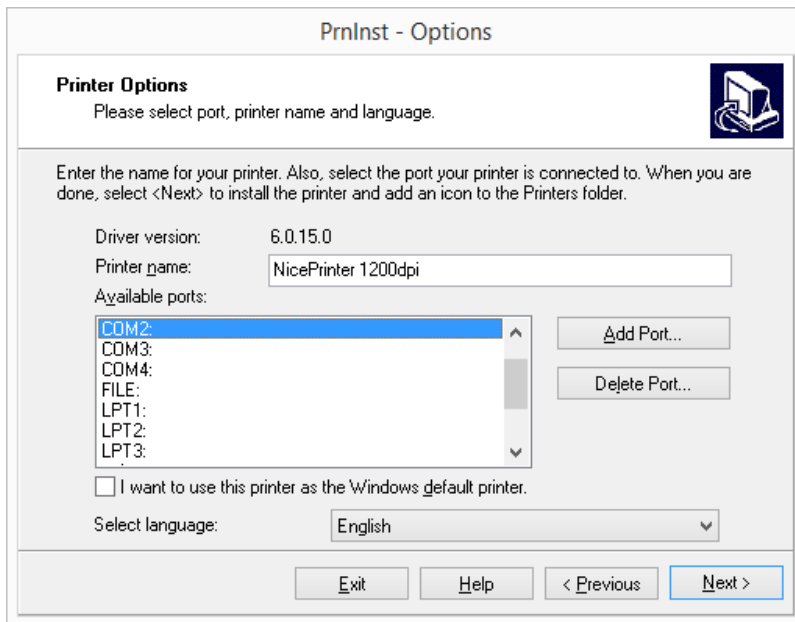 PrnInst - Options
Printer Options
Please select port, printer name and language.
Enter the name for your printer. Also, select the port your printer is connected to. When you are
done, select <Next> to install the printer and add an icon to the Printers folder.
Driver version: 6.0.15.0
Printer name: NicePrinter 1200dpi
Available ports:
COM2:
COM3:
COM4:
FILE:
LPT1:
LPT2:
LPT3:
Add Port...
Delete Port...
I want to use this printer as the Windows default printer.
Select language: English
Exit Help < Previous Next >